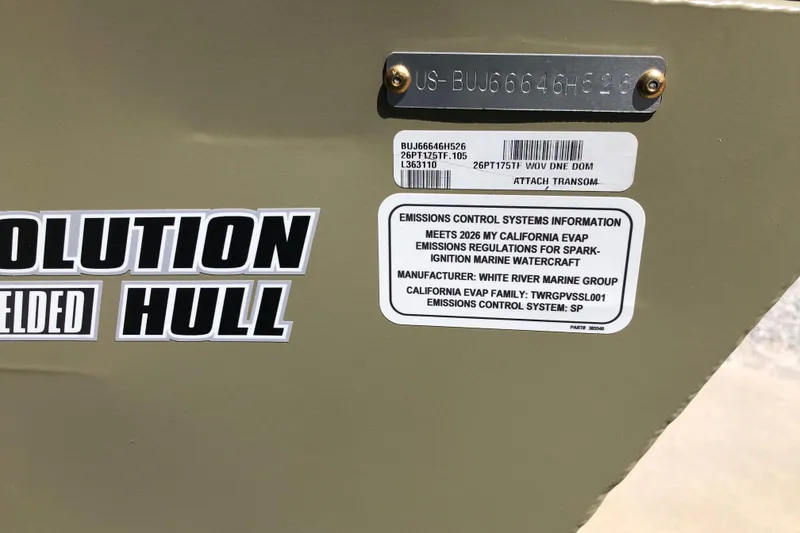 US-BUJ66646H526
BUJ66646H526
26PT175TF.105
L363110 26PT175TF WOV DNE DOM
ATTACH TRANSOM
EMISSIONS CONTROL SYSTEMS INFORMATION
MEETS 2026 MY CALIFORNIA EVAP
EMISSIONS REGULATIONS FOR SPARK-
IGNITION MARINE WATERCRAFT
MANUFACTURER: WHITE RIVER MARINE GROUP
CALIFORNIA EVAP FAMILY: TWRGPVSSL001
EMISSIONS CONTROL SYSTEM: SP
PART# 385040
OLUTION
ELDED HULL